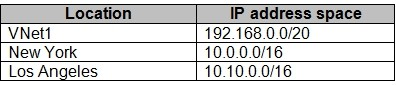 Location IP address space
VNet1 192.168.0.0/20
New York 10.0.0.0/16
Los Angeles 10.10.0.0/16